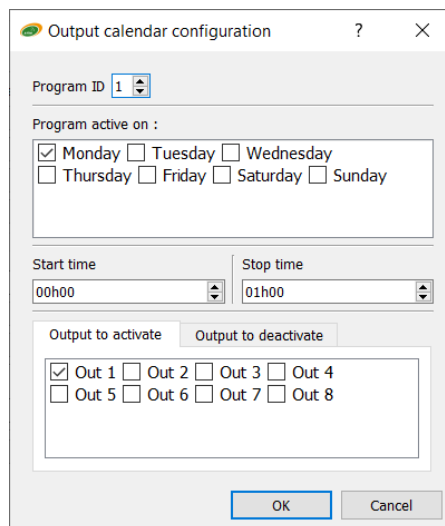 Output calendar configuration ?
Program ID 1
Program active on :
Monday Tuesday Wednesday
Thursday Friday Saturday Sunday
Start time Stop time
00h00 01h00
Output to activate Output to deactivate
Out 1 Out 2 Out 3 Out 4
Out 5 Out 6 Out 7 Out 8
OK Cancel